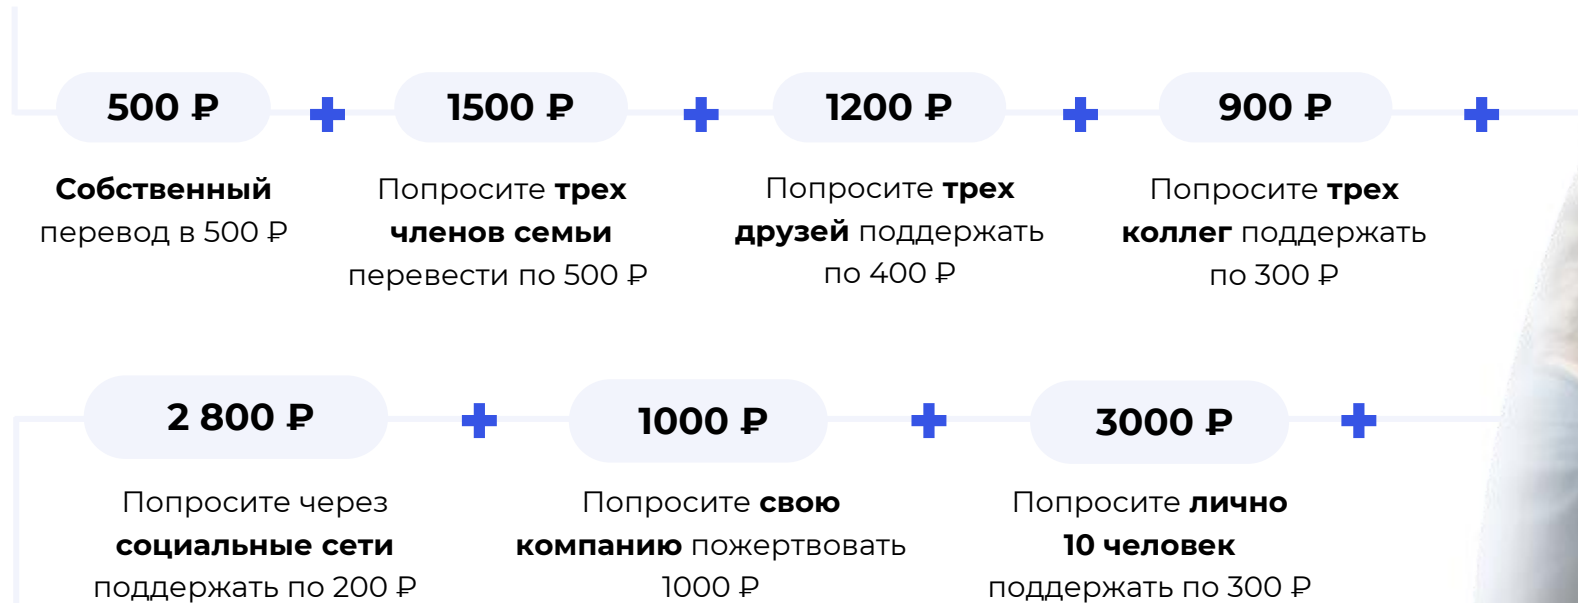 500 ₽ + 1500 ₽ + 1200 ₽ + 900 ₽ +
Собственный
перевод в 500 ₽
Попросите трех
членов семьи
перевести по 500 ₽
Попросите трех
друзей поддержать
по 400 ₽
Попросите трех
коллег поддержать
по 300 ₽
2 800 ₽ + 1000 ₽ + 3000 ₽ +
Попросите через
социальные сети
поддержать по 200 ₽
Попросите свою
компанию пожертвовать
1000 ₽
Попросите лично
10 человек
поддержать по 300 ₽